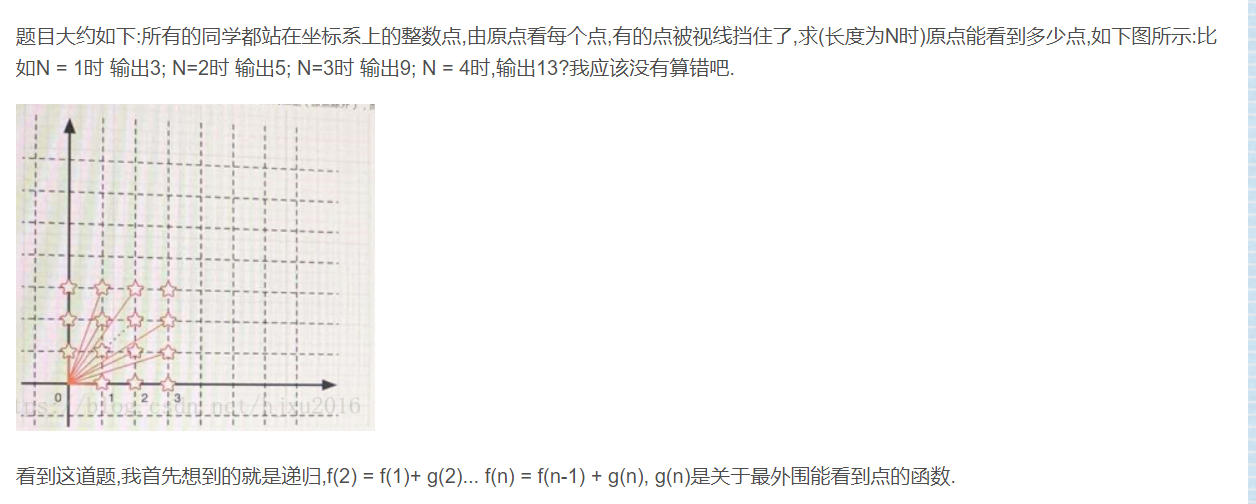 题目大约如下:所有的同学都站在坐标系上的整数点,由原点看每个点,有的点被视线挡住了,求(长度为N时)原点能看到多少点,如下图所示:比
如N = 1时 输出3; N=2时 输出5; N=3时 输出9; N = 4时,输出13?我应该没有算错吧.
0 1 2 3
blog.csdn.net/hjxu2016
看到这道题,我首先想到的就是递归,f(2) = f(1)+ g(2)... f(n) = f(n-1) + g(n), g(n)是关于最外围能看到点的函数.